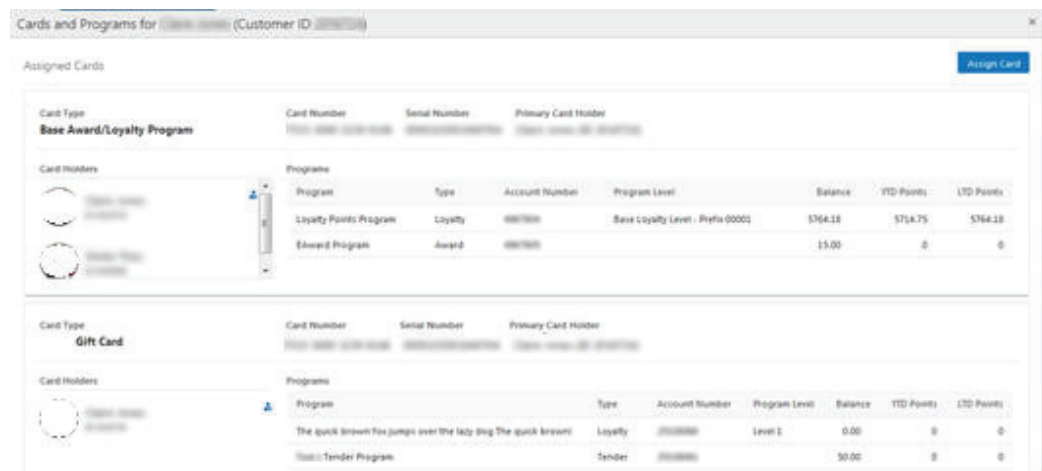 Cards and Programs for (Customer ID )
Assigned Cards Assign Card
Card Type Card Number Serial Number Primary Card Holder
Base Award/Loyalty Program
Card Holders Programs
Program Type Account Number Program Level Balance YTD Points LTD Points
Loyalty Points Program Loyalty Base Loyalty Level - Prefix 00001 5764.18 5714.75 5764.18
Edward Program Award 15.00 0 0
Card Type Card Number Serial Number Primary Card Holder
Gift Card
Card Holders Programs
Program Type Account Number Program Level Balance YTD Points LTD Points
The quick brown fox jumps over the lazy dog The quick brown Loyalty Level 1 0.00 0 0
Tender Program Tender 50.00 0 0